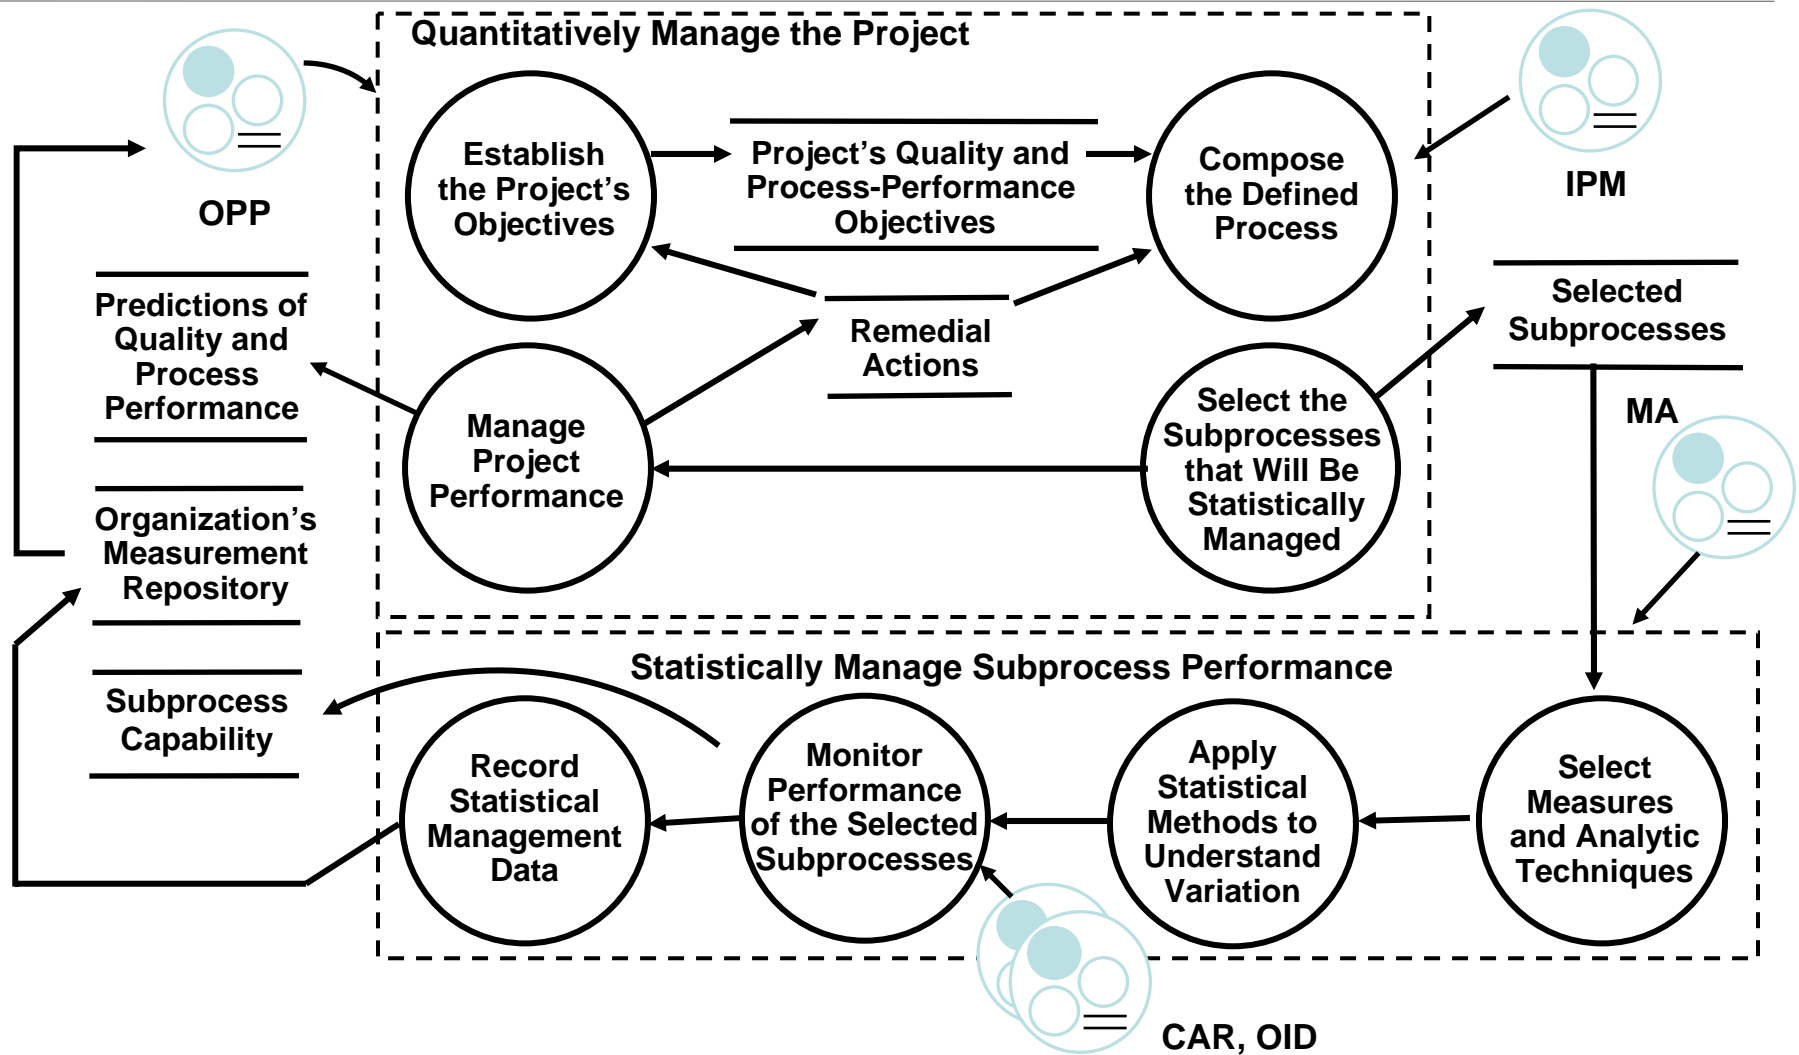 Quantitatively Manage the Project
OPP
Establish
the Project’s
Objectives
Project’s Quality and
Process-Performance
Objectives
Compose
the Defined
Process
IPM
Predictions of
Quality and
Process
Performance
Remedial
Actions
Selected
Subprocesses
Manage
Project
Performance
Select the
Subprocesses
that Will Be
Statistically
Managed
MA
Organization’s
Measurement
Repository
Statistically Manage Subprocess Performance
Subprocess
Capability
Record
Statistical
Management
Data
Monitor
Performance
of the Selected
Subprocesses
Apply
Statistical
Methods to
Understand
Variation
Select
Measures
and Analytic
Techniques
CAR, OID